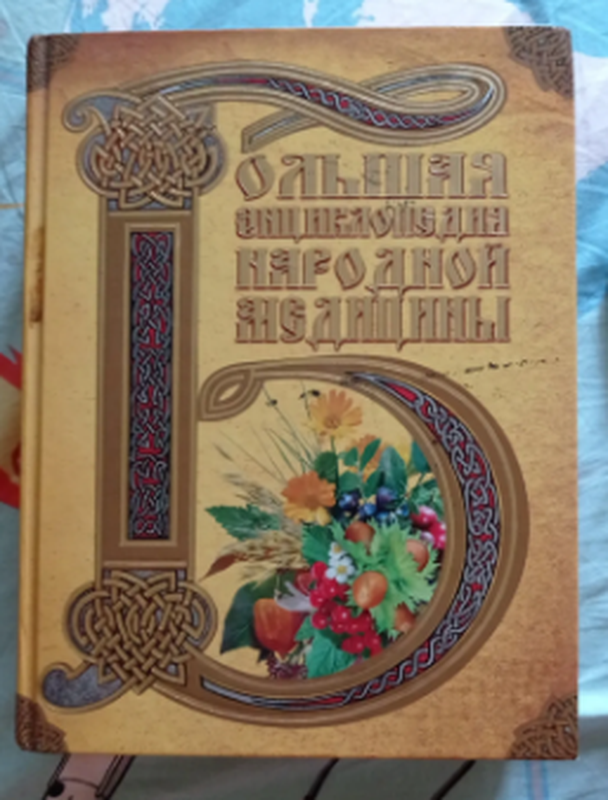 Большая
энциклопедия
народной
медицины